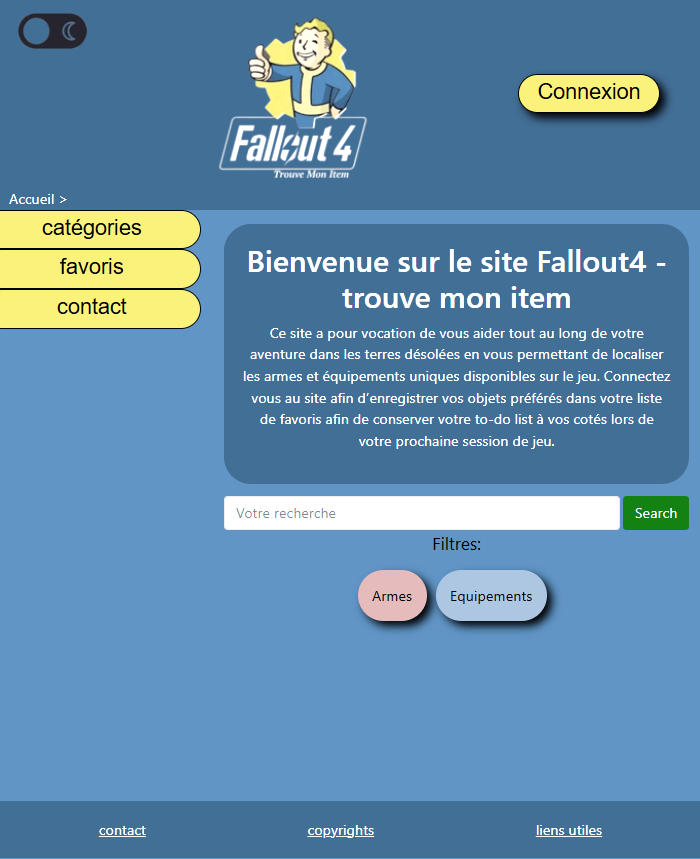 Fallout 4
Trouve Mon Item
Connexion
Accueil >
catégories
favoris
contact
Bienvenue sur le site Fallout4 -
trouve mon item
Ce site a pour vocation de vous aider tout au long de votre
aventure dans les terres désolées en vous permettant de localiser
les armes et équipements uniques disponibles sur le jeu. Connectez
vous au site afin d’enregistrer vos objets préférés dans votre liste
de favoris afin de conserver votre to-do list à vos cotés lors de
votre prochaine session de jeu.
Votre recherche
Search
Filtres:
Armes
Equipements
contact
copyrights
liens utiles